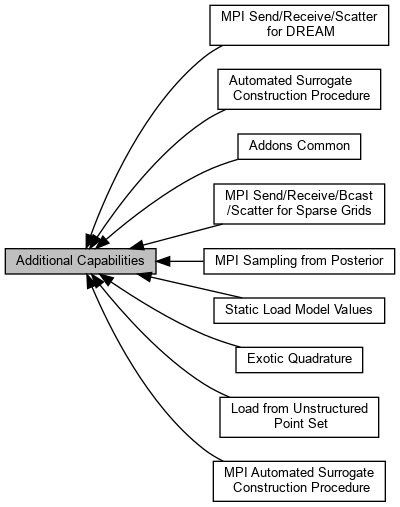 MPI Send/Receive/Scatter
for DREAM
Automated Surrogate
Construction Procedure
Addons Common
MPI Send/Receive/Bcast
/Scatter for Sparse Grids
Additional Capabilities
MPI Sampling from Posterior
Static Load Model Values
Exotic Quadrature
Load from Unstructured
Point Set
MPI Automated Surrogate
Construction Procedure